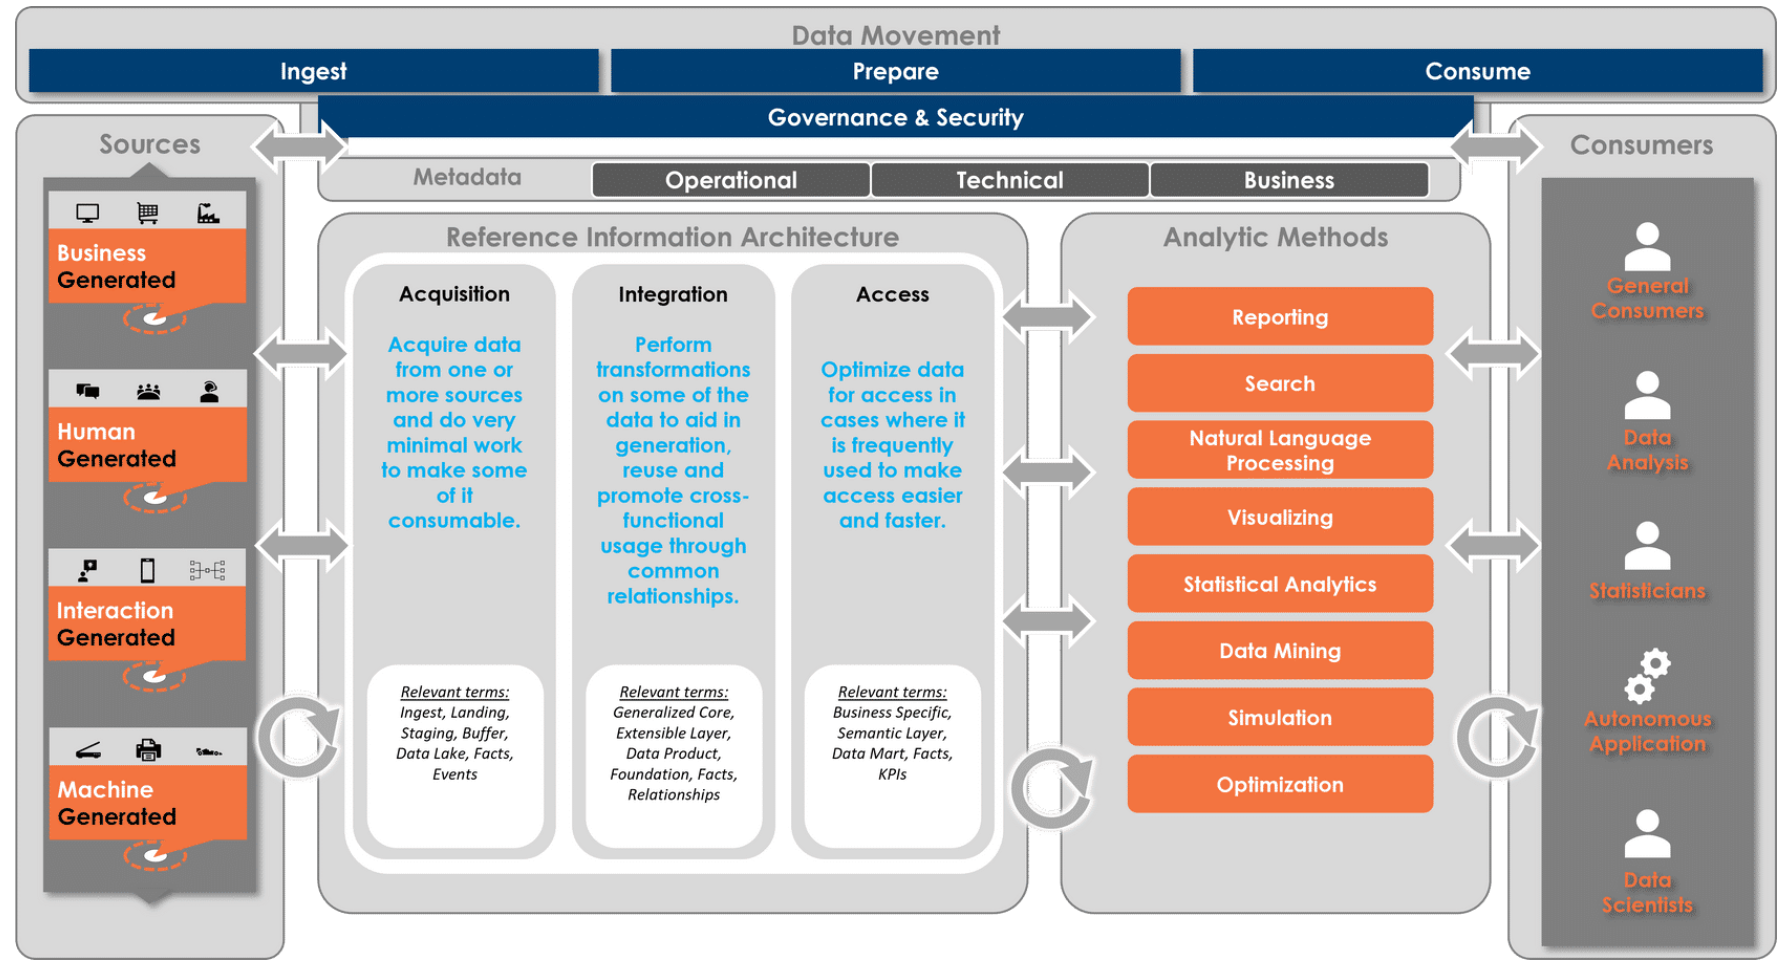 Data Movement
Ingest
Prepare
Consume
Governance & Security
Sources
Consumers
Metadata
Operational
Technical
Business
Business
Generated
Human
Generated
Interaction
Generated
Machine
Generated
Reference Information Architecture
Acquisition
Acquire data
from one or
more sources
and do very
minimal work
to make some
of it
consumable.
Relevant terms:
Ingest, Landing,
Staging, Buffer,
Data Lake, Facts,
Events
Integration
Perform
transformations
on some of the
data to aid in
generation,
reuse and
promote cross-
functional
usage through
common
relationships.
Relevant terms:
Generalized Core,
Extensible Layer,
Data Product,
Foundation, Facts,
Relationships
Access
Optimize data
for access in
cases where it
is frequently
used to make
access easier
and faster.
Relevant terms:
Business Specific,
Semantic Layer,
Data Mart, Facts,
KPIs
Analytic Methods
Reporting
Search
Natural Language
Processing
Visualizing
Statistical Analytics
Data Mining
Simulation
Optimization
General
Consumers
Data
Analysis
Statisticians
Autonomous
Application
Data
Scientists